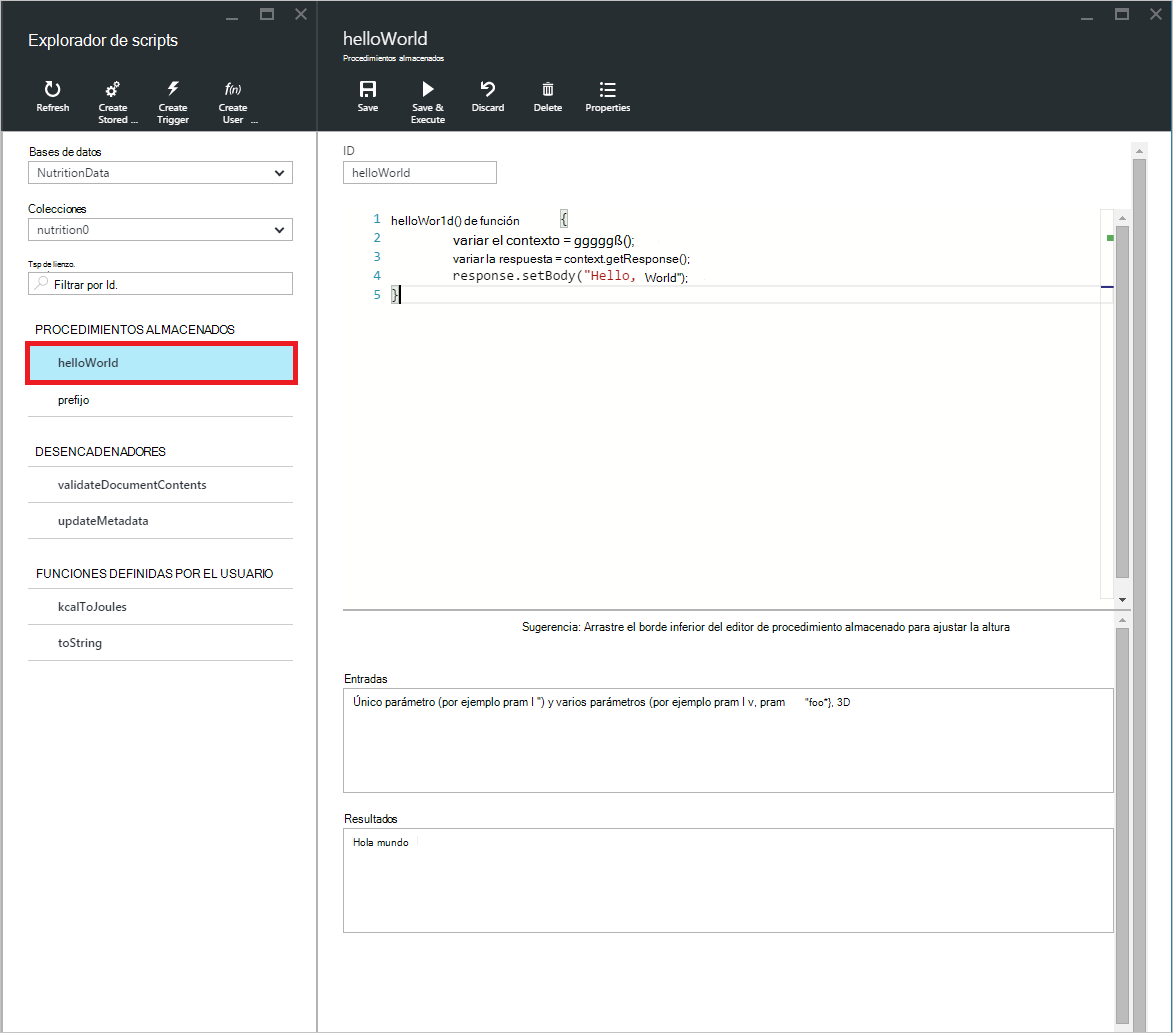 Explorador de scripts
Refresh
Create Stored ...
Create Trigger
f(n)
Create User ...
Bases de datos
NutritionData
Colecciones
nutrition0
Tsp de lienzo.
Filtrar por Id.
PROCEDIMIENTOS ALMACENADOS
helloWorld
prefijo
DESENCADENADORES
validateDocumentContents
updateMetadata
FUNCIONES DEFINIDAS POR EL USUARIO
kcalToJoules
toString
helloWorld
Procedimientos almacenados
Save
Save & Execute
Discard
Delete
Properties
ID
helloWorld
1 helloWor1d() de función {
2 variar el contexto = gggggß();
3 variar la respuesta = context.getResponse();
4 response.setBody("Hello, World");
5 }
Sugerencia: Arrastre el borde inferior del editor de procedimiento almacenado para ajustar la altura
Entradas
Único parámetro (por ejemplo pram I ") y varios parámetros (por ejemplo pram I v, pram "foo*}, 3D
Resultados
Hola mundo